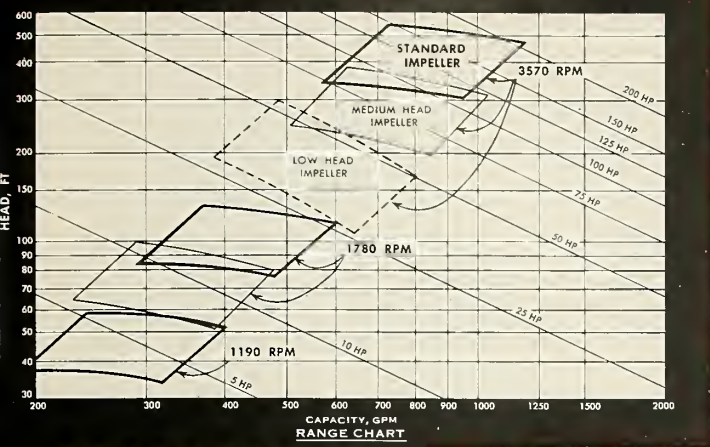 600
500
400
300
200
150
100
90
80
70
60
50
40
30
HEAD, FT
STANDARD
IMPELLER
3570 RPM
MEDIUM HEAD
IMPELLER
LOW HEAD
IMPELLER
200 HP
150 HP
125 HP
100 HP
75 HP
50 HP
1780 RPM
25 HP
1190 RPM
10 HP
5 HP
200
300
400
500
600
700
800
900
1000
1250
1500
2000
CAPACITY, GPM
RANGE CHART